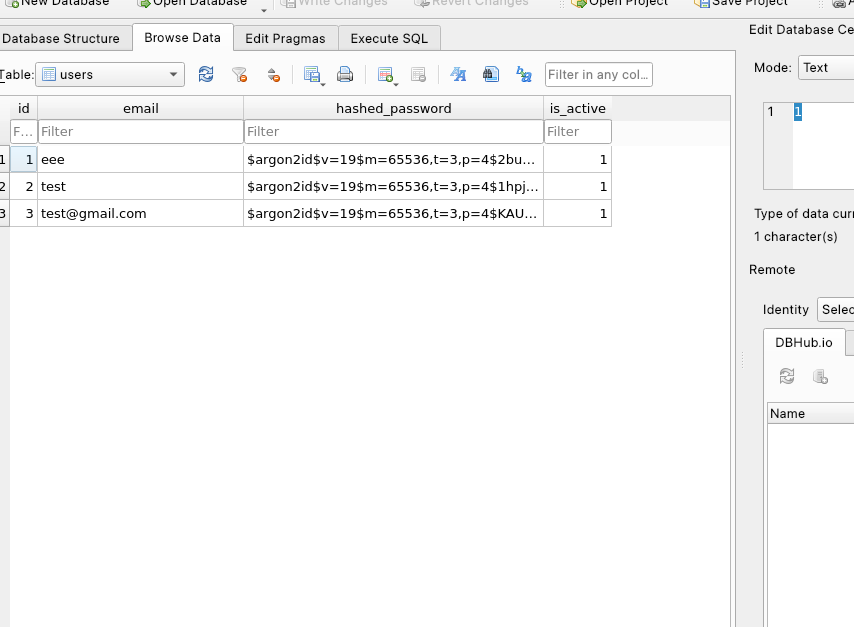 New Database Open Database Write Changes Revert Changes Open Project Save Project
Database Structure Browse Data Edit Pragmas Execute SQL
Table: users Filter in any col...
id email hashed_password is_active
F... Filter Filter Filter
1 1 eee $argon2id$v=19$m=65536,t=3,p=4$2bu... 1
2 2 test $argon2id$v=19$m=65536,t=3,p=4$1hpj... 1
3 3 test@gmail.com $argon2id$v=19$m=65536,t=3,p=4$KAU... 1
Edit Database Ce
Mode: Text
1 1
Type of data curr
1 character(s)
Remote
Identity Selec
DBHub.io
Name